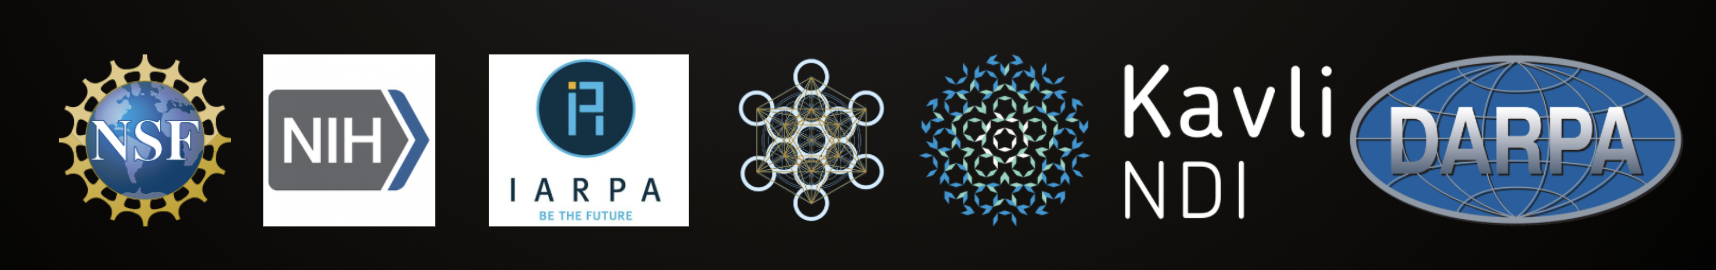 NSF
NIH
IARPA
BE THE FUTURE
Kavli
NDI
DARPA